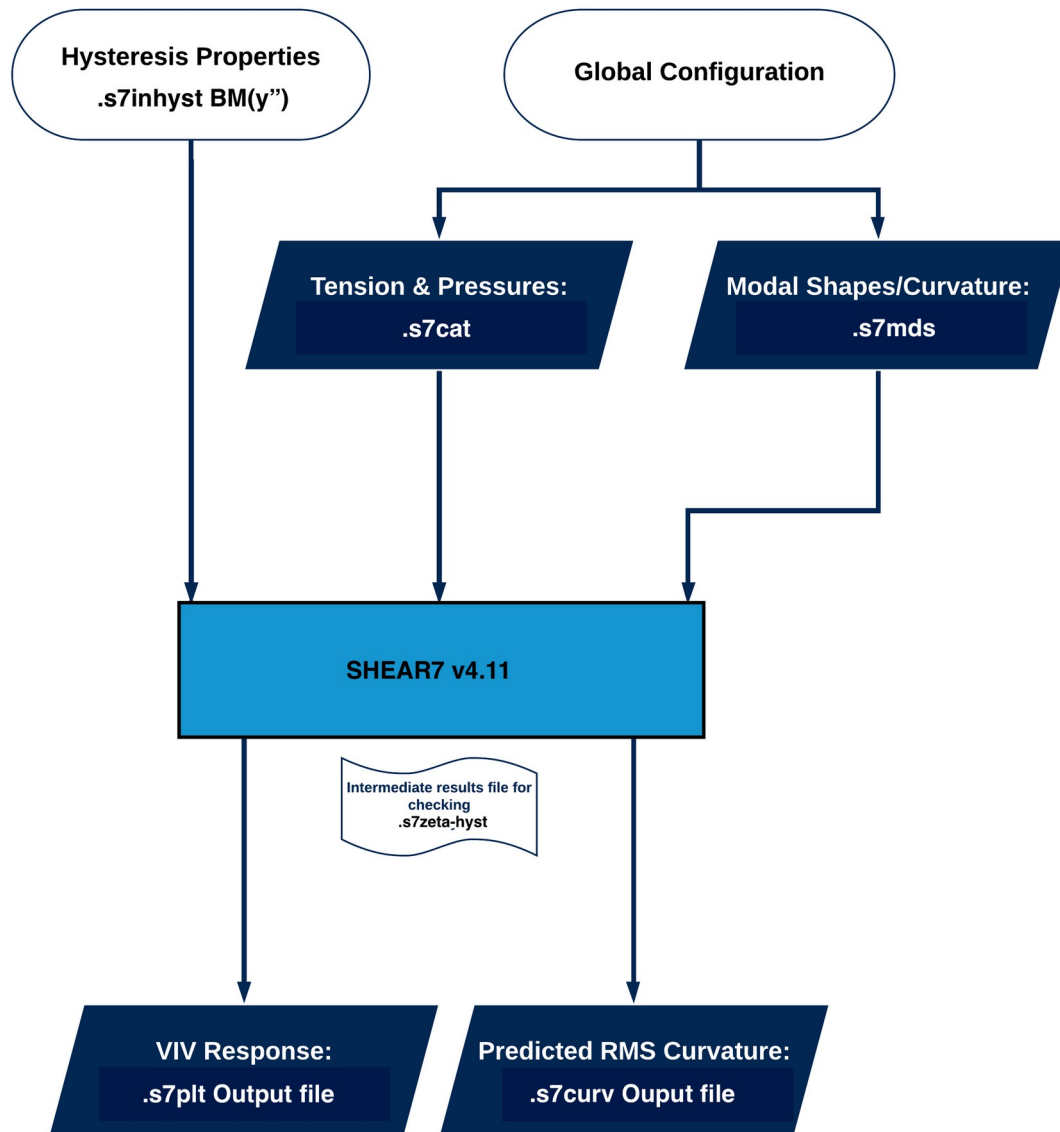 Hysteresis Properties
.s7inhyst BM(y”)
Global Configuration
Tension & Pressures:
.s7cat
Modal Shapes/Curvature:
.s7mds
SHEAR7 v4.11
Intermediate results file for
checking
.s7zeta-hyst
VIV Response:
.s7plt Output file
Predicted RMS Curvature:
.s7curv Ouput file